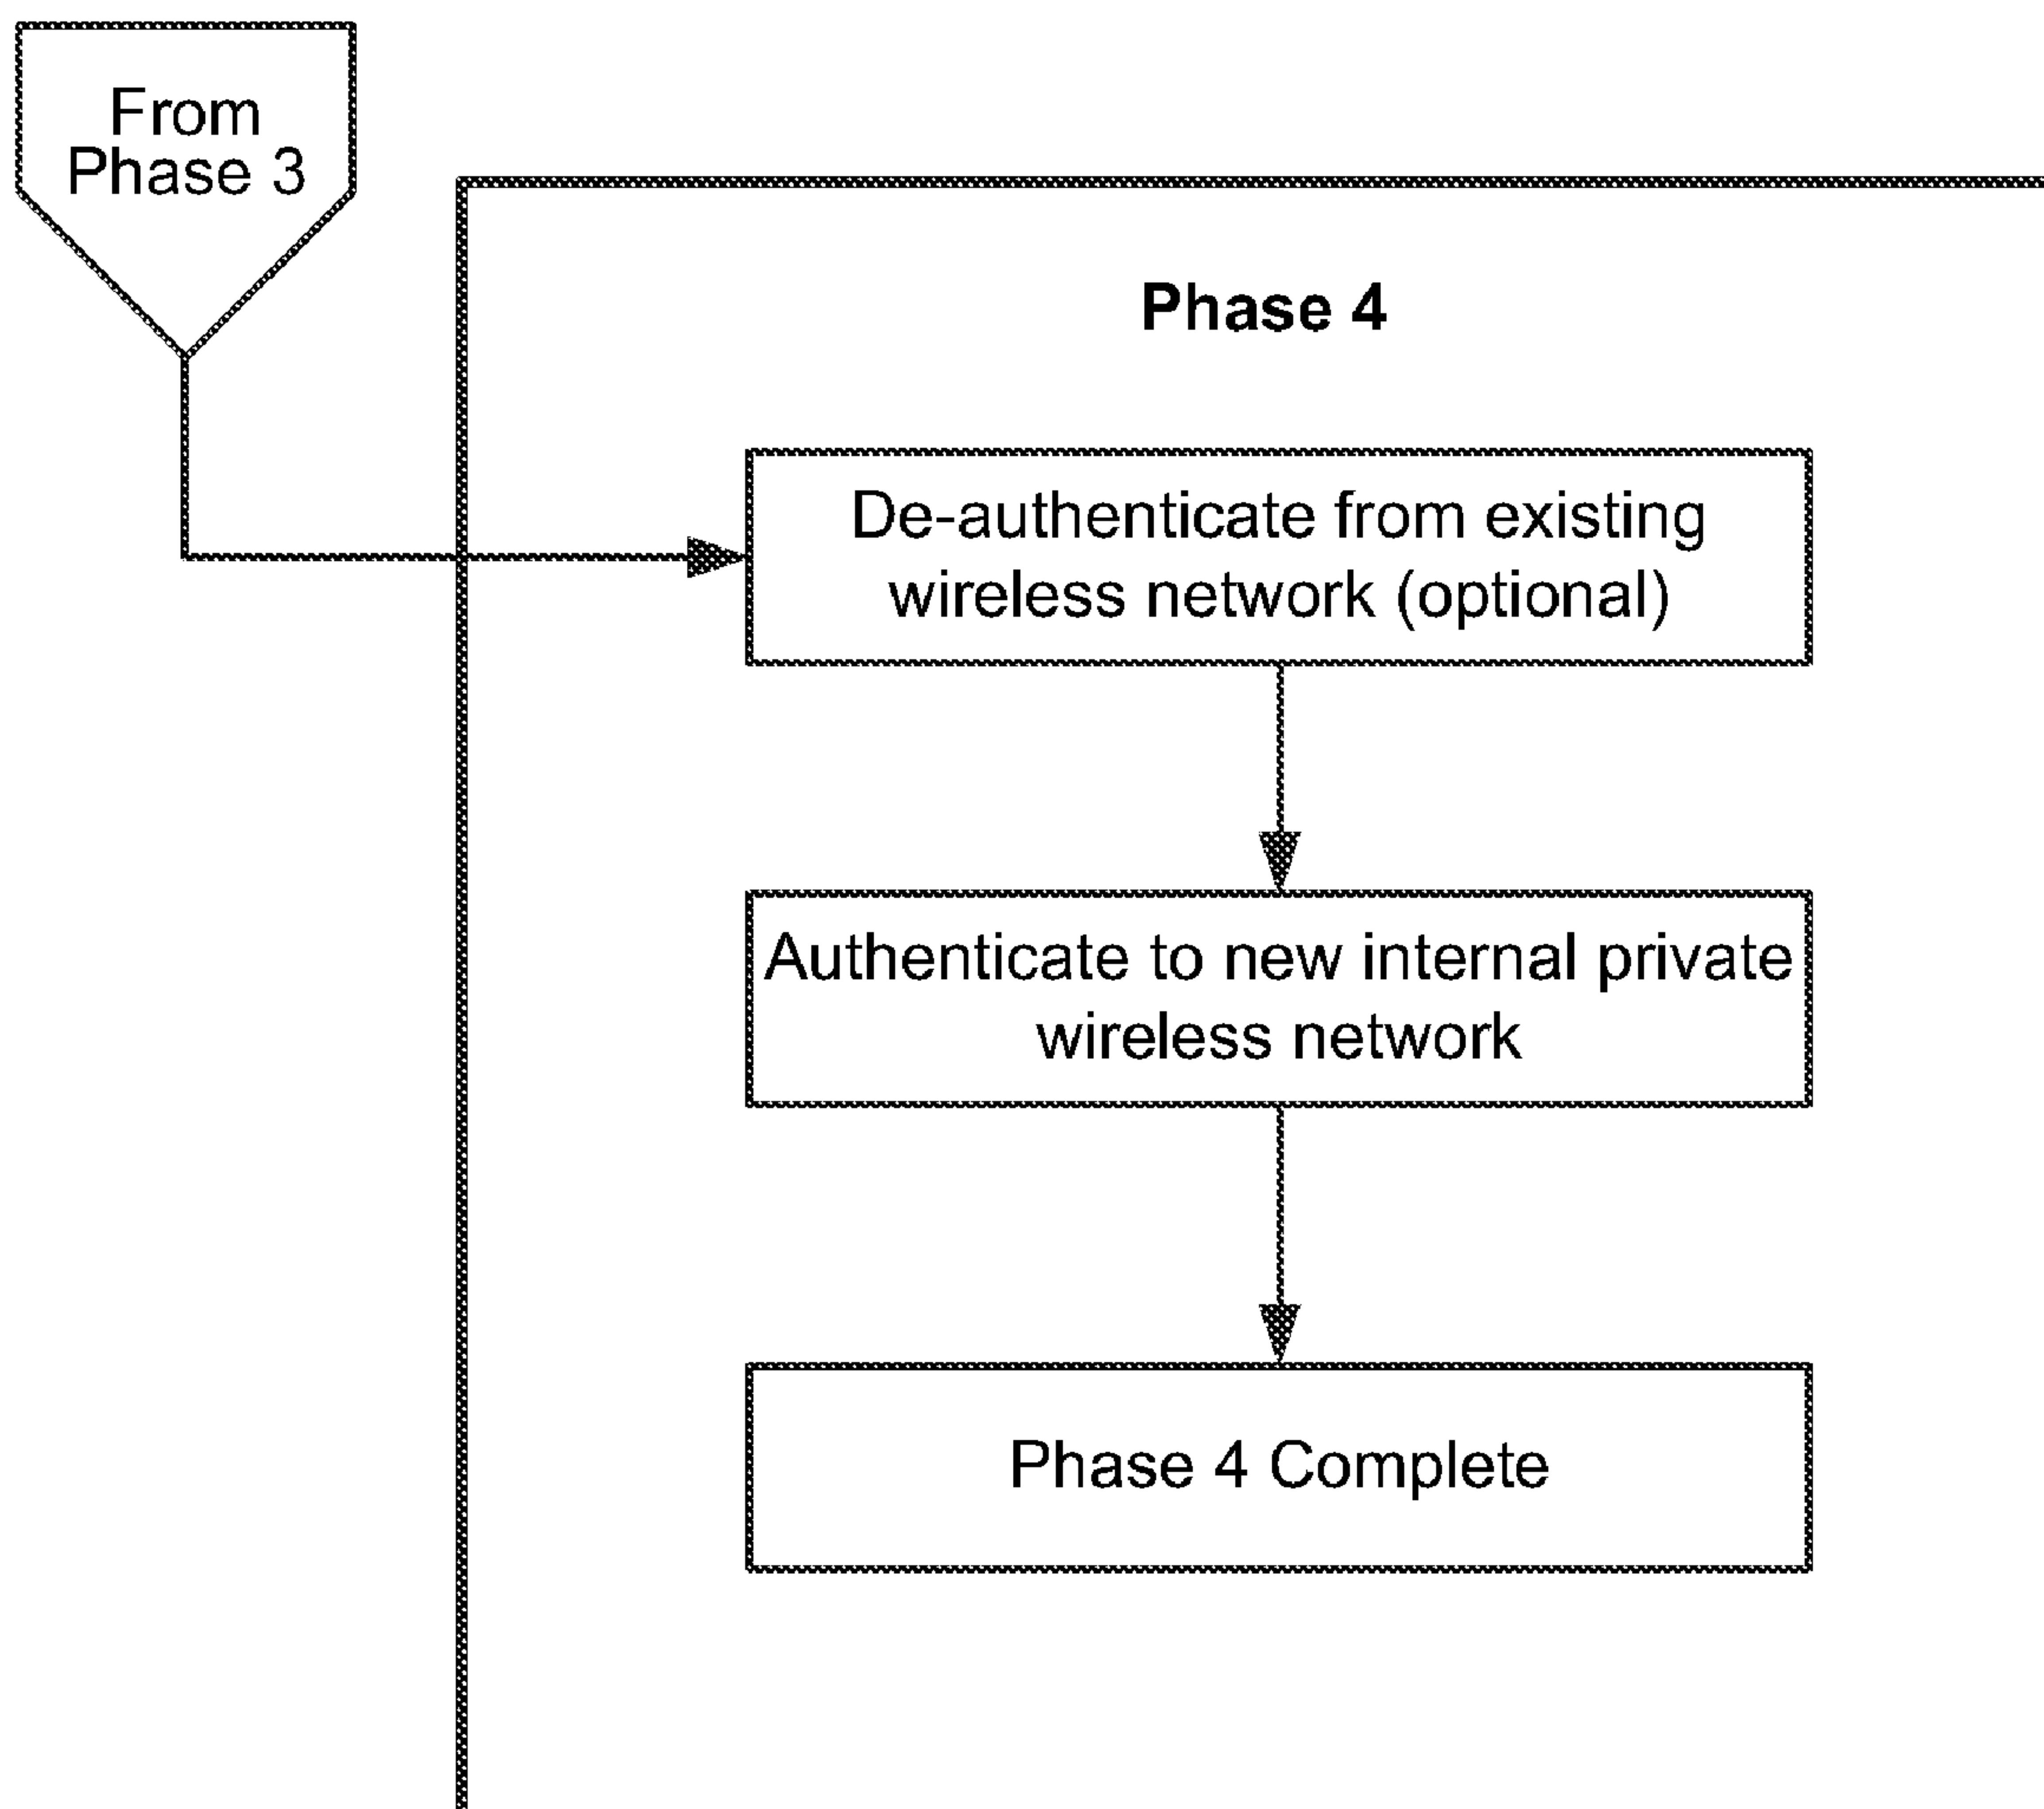 From
Phase 3
Phase 4
De-authenticate from existing
wireless network (optional)
Authenticate to new internal private
wireless network
Phase 4 Complete